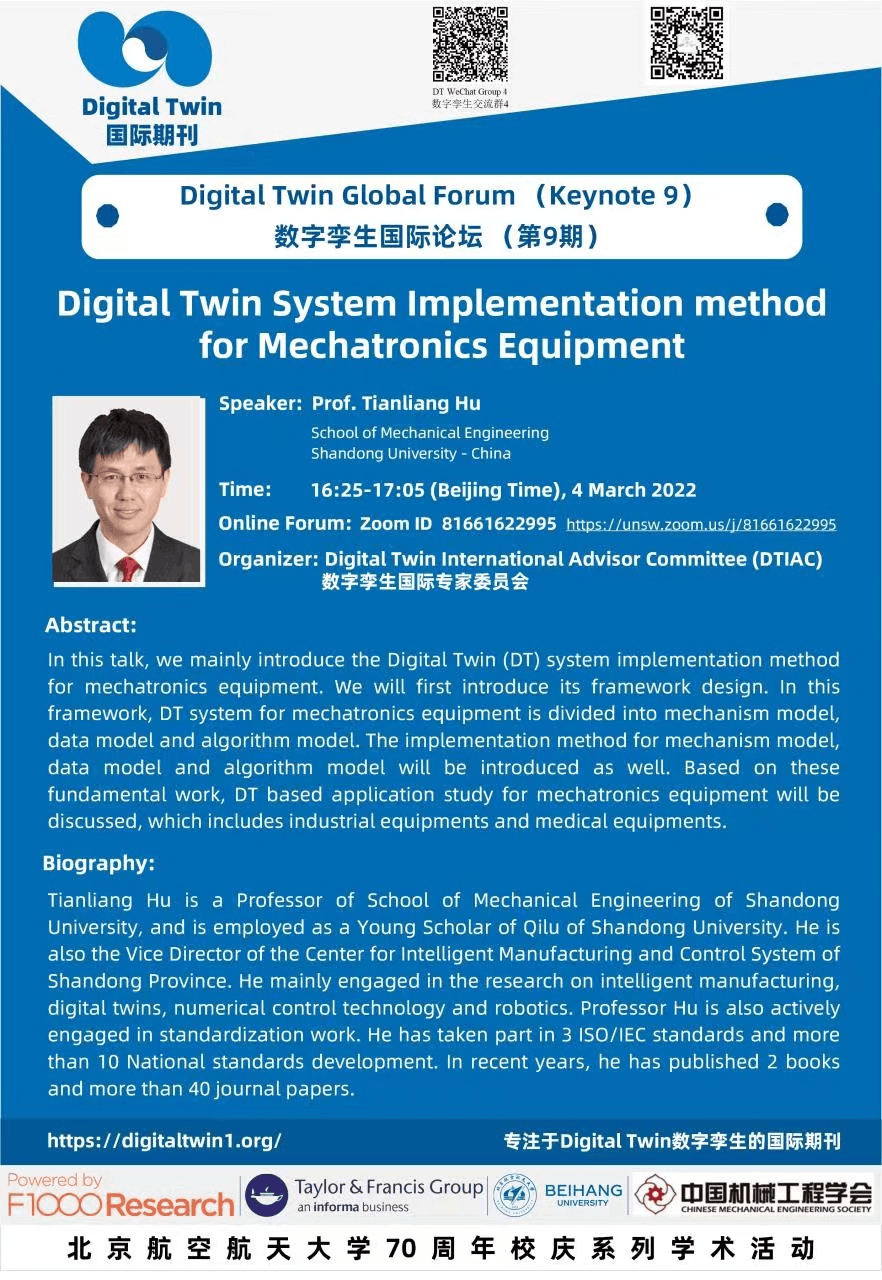 Digital Twin
国际期刊
DT WeChat Group 4
数字孪生交流群4
Digital Twin Global Forum （Keynote 9）
数字孪生国际论坛 （第9期）
Digital Twin System Implementation method
for Mechatronics Equipment
Speaker: Prof. Tianliang Hu
School of Mechanical Engineering
Shandong University - China
Time: 16:25-17:05 (Beijing Time), 4 March 2022
Online Forum: Zoom ID 81661622995 https://unsw.zoom.us/j/81661622995
Organizer: Digital Twin International Advisor Committee (DTIAC)
数字孪生国际专家委员会
Abstract:
In this talk, we mainly introduce the Digital Twin (DT) system implementation method
for mechatronics equipment. We will first introduce its framework design. In this
framework, DT system for mechatronics equipment is divided into mechanism model,
data model and algorithm model. The implementation method for mechanism model,
data model and algorithm model will be introduced as well. Based on these
fundamental work, DT based application study for mechatronics equipment will be
discussed, which includes industrial equipments and medical equipments.
Biography:
Tianliang Hu is a Professor of School of Mechanical Engineering of Shandong
University, and is employed as a Young Scholar of Qilu of Shandong University. He is
also the Vice Director of the Center for Intelligent Manufacturing and Control System of
Shandong Province. He mainly engaged in the research on intelligent manufacturing,
digital twins, numerical control technology and robotics. Professor Hu is also actively
engaged in standardization work. He has taken part in 3 ISO/IEC standards and more
than 10 National standards development. In recent years, he has published 2 books
and more than 40 journal papers.
https://digitaltwin1.org/ 专注于Digital Twin数字孪生的国际期刊
Powered by
F1000Research
Taylor & Francis Group
an informa business
BEIHANG
UNIVERSITY
中国机械工程学会
CHINESE MECHANICAL ENGINEERING SOCIETY
北京航空航天大学70周年校庆系列学术活动